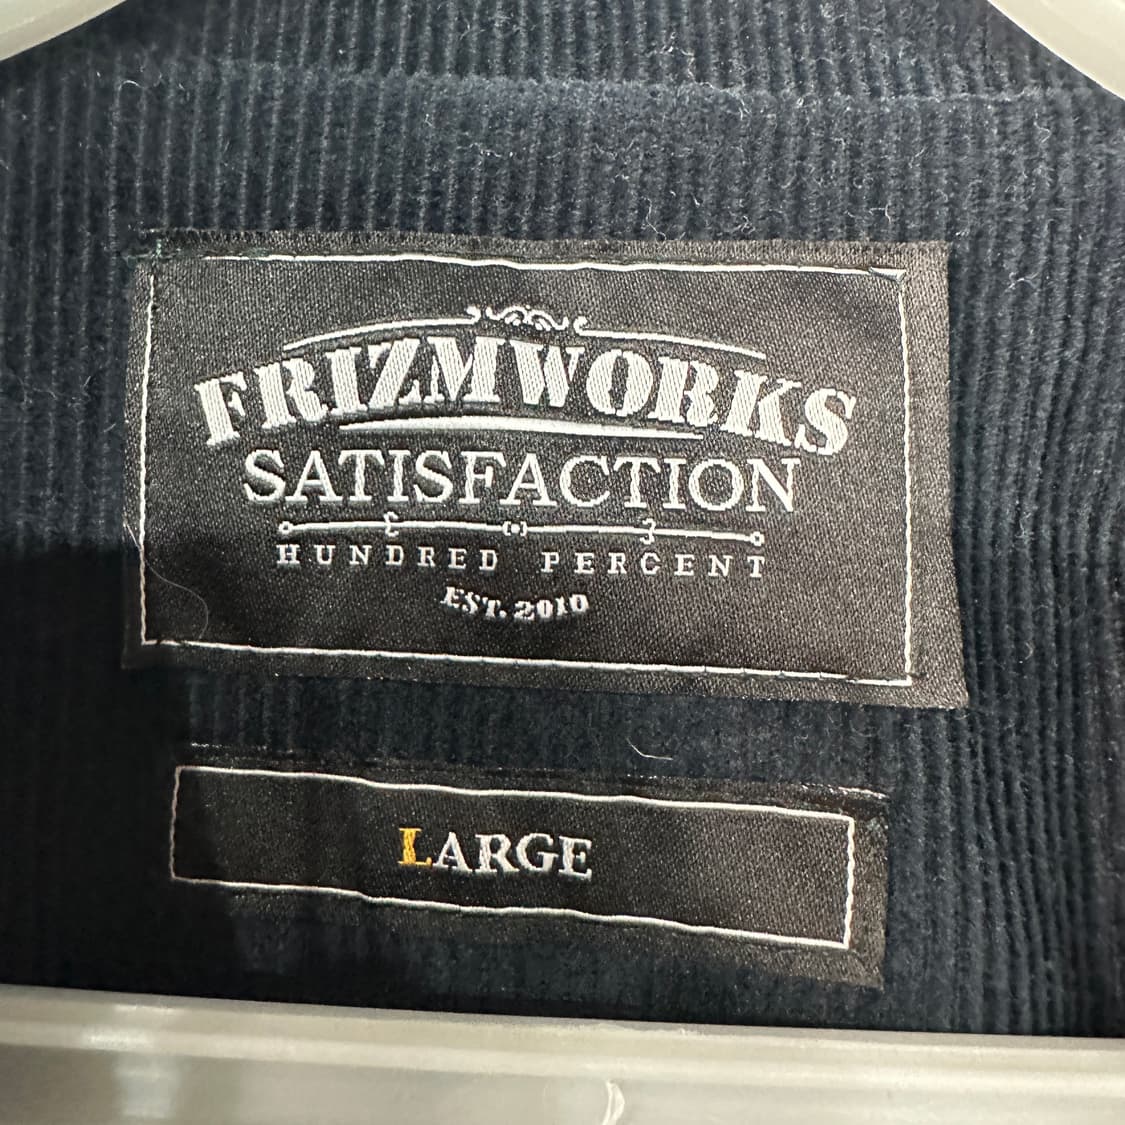 FRIZMWORKS
SATISFACTION
HUNDRED PERCENT
EST. 2010
LARGE